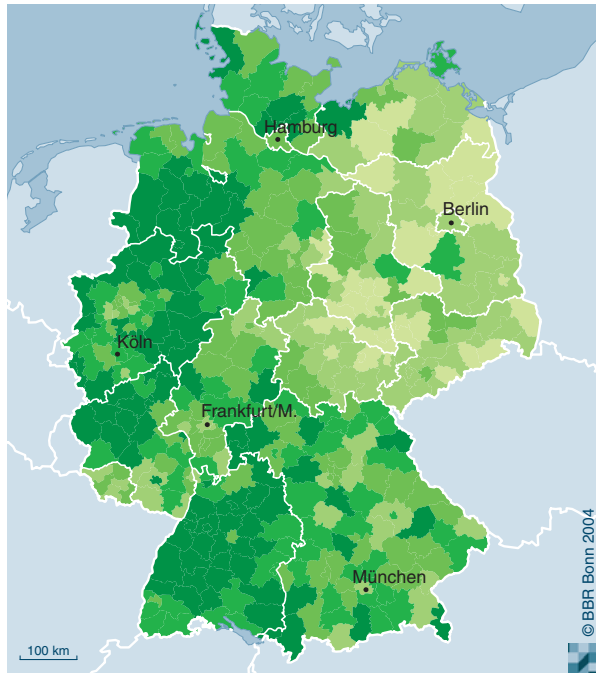 Hamburg
Berlin
Köln
Frankfurt/M.
München
100 km
© BBR Bonn 2004